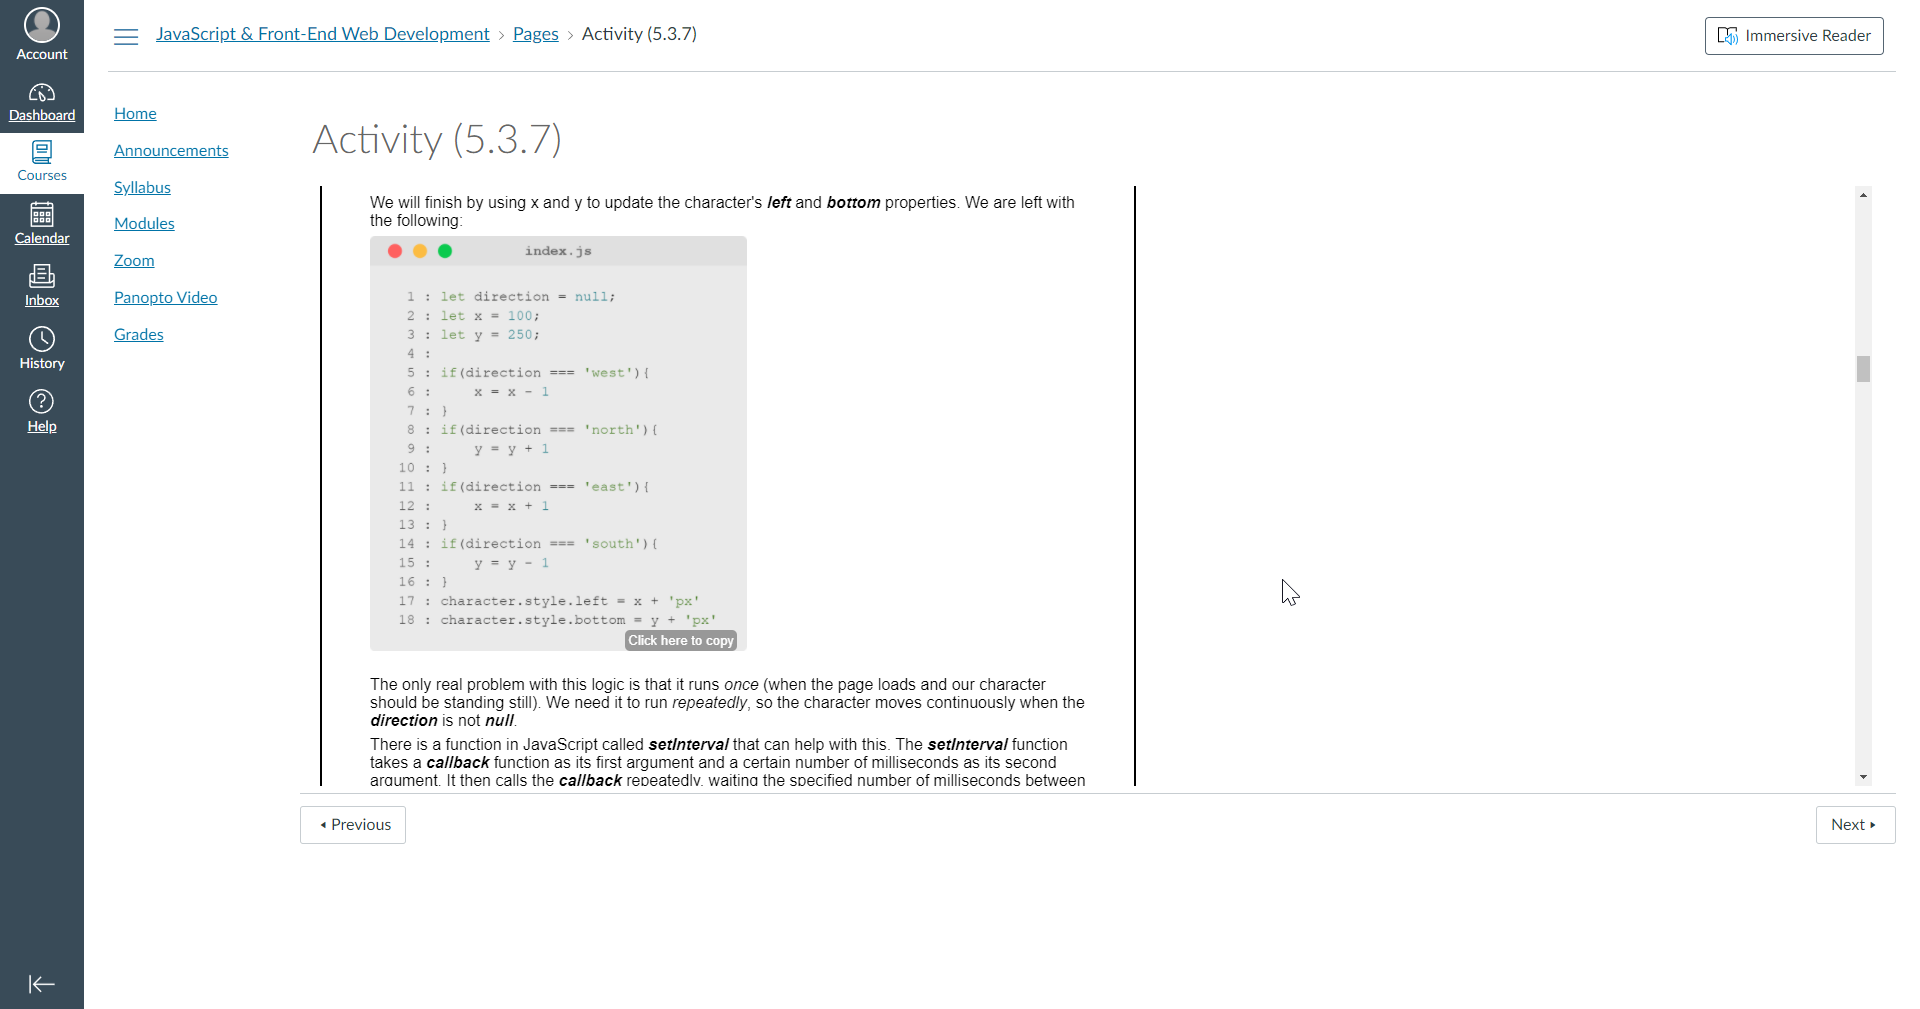 Account
Dashboard
Courses
Calendar
Inbox
History
Help
JavaScript & Front-End Web Development › Pages › Activity (5.3.7)
Immersive Reader
Home
Announcements
Syllabus
Modules
Zoom
Panopto Video
Grades
Activity (5.3.7)
We will finish by using x and y to update the character's left and bottom properties. We are left with
the following:
index.js
1 : let direction = null;
2 : let x = 100;
3 : let y = 250;
4 :
5 : if(direction === 'west'){
6 :     x = x - 1
7 : }
8 : if(direction === 'north'){
9 :     y = y + 1
10 : }
11 : if(direction === 'east'){
12 :     x = x + 1
13 : }
14 : if(direction === 'south'){
15 :     y = y - 1
16 : }
17 : character.style.left = x + 'px'
18 : character.style.bottom = y + 'px'
Click here to copy
The only real problem with this logic is that it runs once (when the page loads and our character
should be standing still). We need it to run repeatedly, so the character moves continuously when the
direction is not null.
There is a function in JavaScript called setInterval that can help with this. The setInterval function
takes a callback function as its first argument and a certain number of milliseconds as its second
argument. It then calls the callback repeatedly, waiting the specified number of milliseconds between
Previous
Next